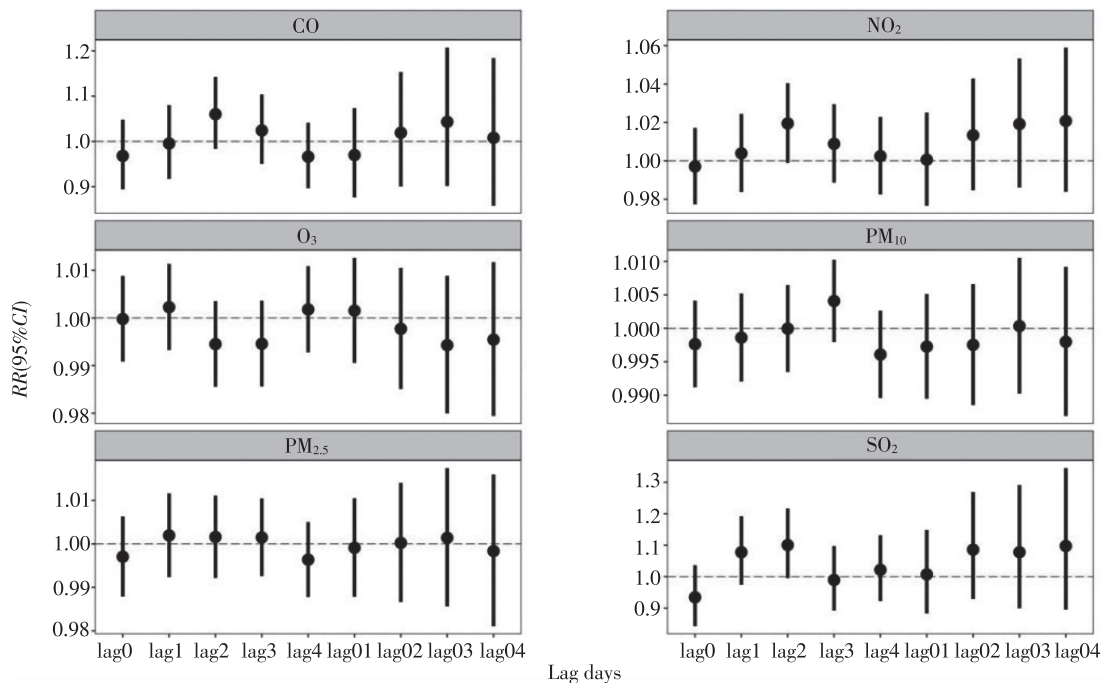 CO
1.2
1.1
1.0
0.9
NO₂
1.06
1.04
1.02
1.00
0.98
O₃
1.01
1.00
0.99
0.98
PM₁₀
1.010
1.005
1.000
0.995
0.990
PM₂.₅
1.01
1.00
0.99
0.98
SO₂
1.3
1.2
1.1
1.0
0.9
RR(95%CI)
lag0 lag1 lag2 lag3 lag4 lag01 lag02 lag03 lag04
lag0 lag1 lag2 lag3 lag4 lag01 lag02 lag03 lag04
Lag days